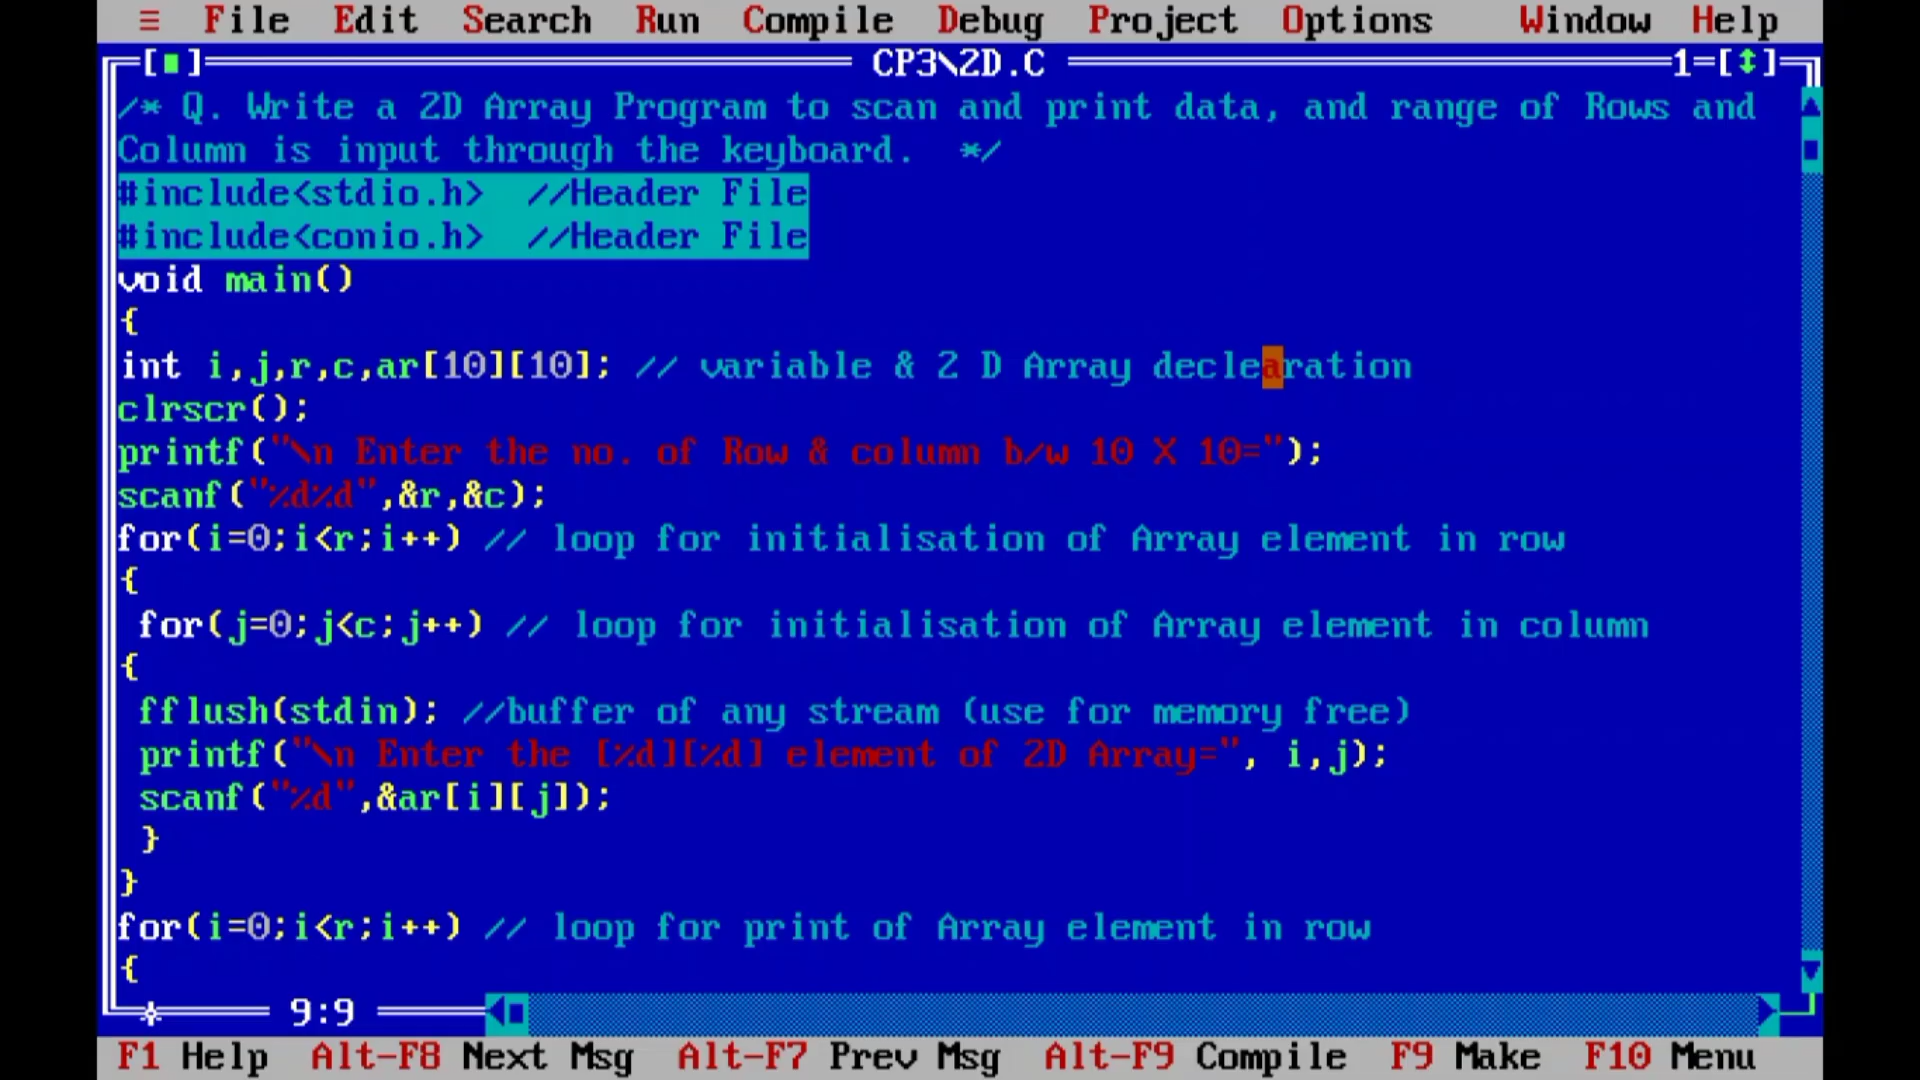 ≡ File Edit Search Run Compile Debug Project Options Window Help
[■] CP3\2D.C 1=[↕]
/* Q. Write a 2D Array Program to scan and print data, and range of Rows and
Column is input through the keyboard.  */
#include<stdio.h>  //Header File
#include<conio.h>  //Header File
void main()
{
int i,j,r,c,ar[10][10]; // variable & 2 D Array declearation
clrscr();
printf("\n Enter the no. of Row & column b/w 10 X 10=");
scanf("%d%d",&r,&c);
for(i=0;i<r;i++) // loop for initialisation of Array element in row
{
 for(j=0;j<c;j++) // loop for initialisation of Array element in column
{
 fflush(stdin); //buffer of any stream (use for memory free)
 printf("\n Enter the [%d][%d] element of 2D Array=", i,j);
 scanf("%d",&ar[i][j]);
 }
}
for(i=0;i<r;i++) // loop for print of Array element in row
{
9:9
F1 Help Alt-F8 Next Msg Alt-F7 Prev Msg Alt-F9 Compile F9 Make F10 Menu